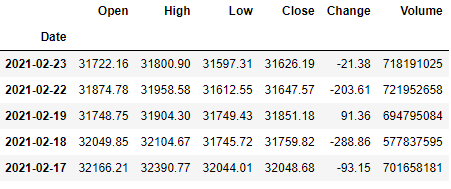 Open High Low Close Change Volume
Date
2021-02-23 31722.16 31800.90 31597.31 31626.19 -21.38 718191025
2021-02-22 31874.78 31958.58 31612.55 31647.57 -203.61 721952658
2021-02-19 31748.75 31904.30 31749.43 31851.18 91.36 694795084
2021-02-18 32049.85 32104.67 31745.72 31759.82 -288.86 577837595
2021-02-17 32166.21 32390.77 32044.01 32048.68 -93.15 701658181